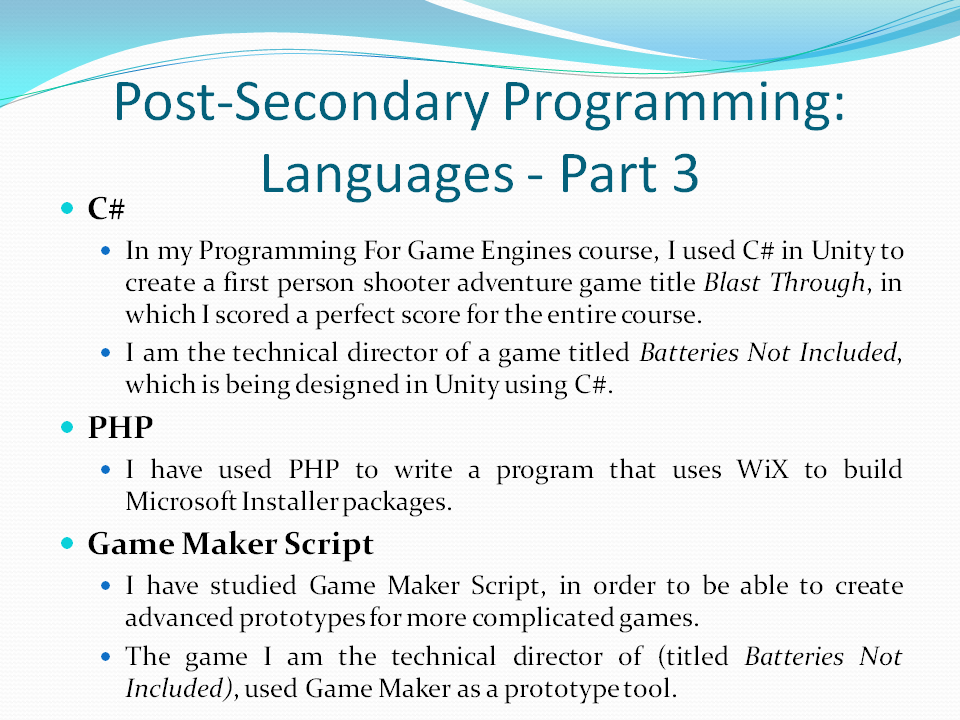 Post-Secondary Programming:
Languages - Part 3
C#
In my Programming For Game Engines course, I used C# in Unity to
create a first person shooter adventure game title Blast Through, in
which I scored a perfect score for the entire course.
I am the technical director of a game titled Batteries Not Included,
which is being designed in Unity using C#.
PHP
I have used PHP to write a program that uses WiX to build
Microsoft Installer packages.
Game Maker Script
I have studied Game Maker Script, in order to be able to create
advanced prototypes for more complicated games.
The game I am the technical director of (titled Batteries Not
Included), used Game Maker as a prototype tool.